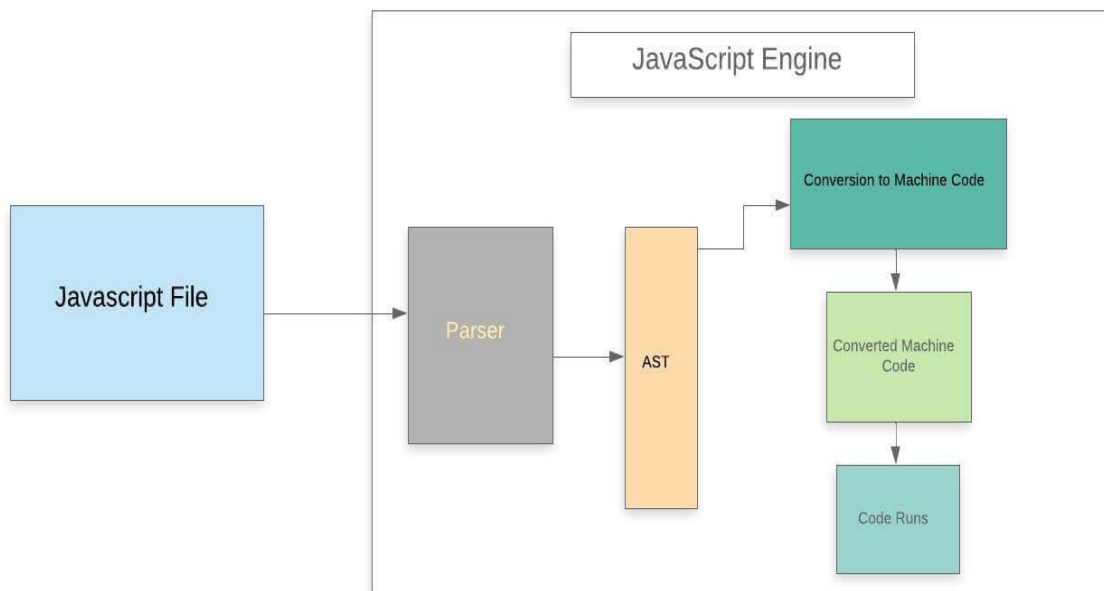 JavaScript Engine
Javascript File
Parser
AST
Conversion to Machine Code
Converted Machine
Code
Code Runs